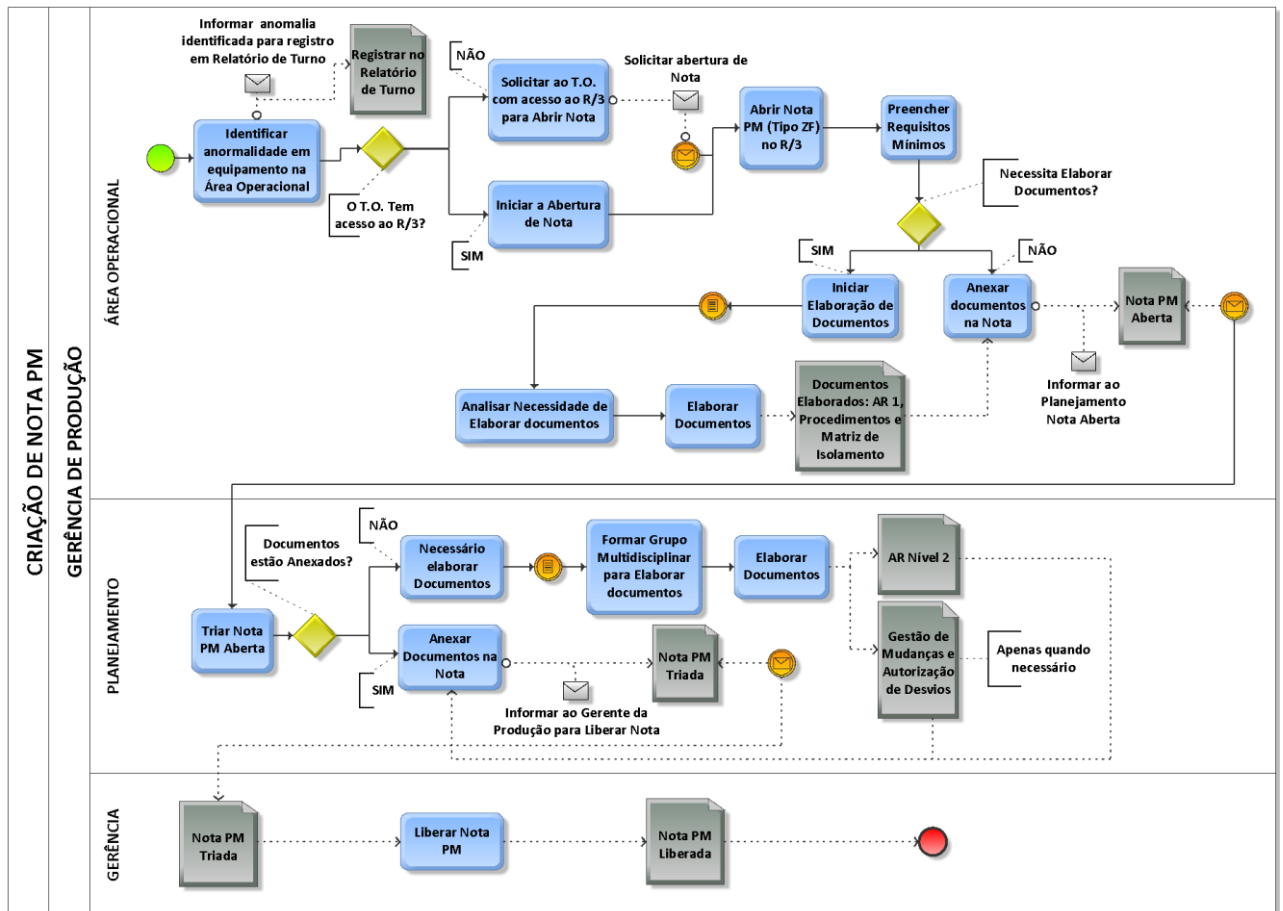 CRIAÇÃO DE NOTA PM
GERÊNCIA DE PRODUÇÃO
ÁREA OPERACIONAL
Informar anomalia
identificada para registro
em Relatório de Turno
Registrar no
Relatório
de Turno
Identificar
anormalidade em
equipamento na
Área Operacional
O T.O. Tem
acesso ao R/3?
NÃO
Solicitar ao T.O.
com acesso ao R/3
para Abrir Nota
Solicitar abertura de
Nota
SIM
Iniciar a Abertura
de Nota
Abrir Nota
PM (Tipo ZF)
no R/3
Preencher
Requisitos
Mínimos
Necessita Elaborar
Documentos?
SIM
Iniciar
Elaboração de
Documentos
NÃO
Anexar
documentos
na Nota
Nota PM
Aberta
Informar ao
Planejamento
Nota Aberta
Analisar Necessidade de
Elaborar documentos
Elaborar
Documentos
Documentos
Elaborados: AR 1,
Procedimentos e
Matriz de
Isolamento
PLANEJAMENTO
Triar Nota
PM Aberta
Documentos
estão Anexados?
NÃO
Necessário
elaborar
Documentos
Formar Grupo
Multidisciplinar
para Elaborar
documentos
Elaborar
Documentos
AR Nível 2
Gestão de
Mudanças e
Autorização
de Desvios
Apenas quando
necessário
SIM
Anexar
Documentos na
Nota
Informar ao Gerente da
Produção para Liberar Nota
Nota PM
Triada
GERÊNCIA
Nota PM
Triada
Liberar Nota
PM
Nota PM
Liberada